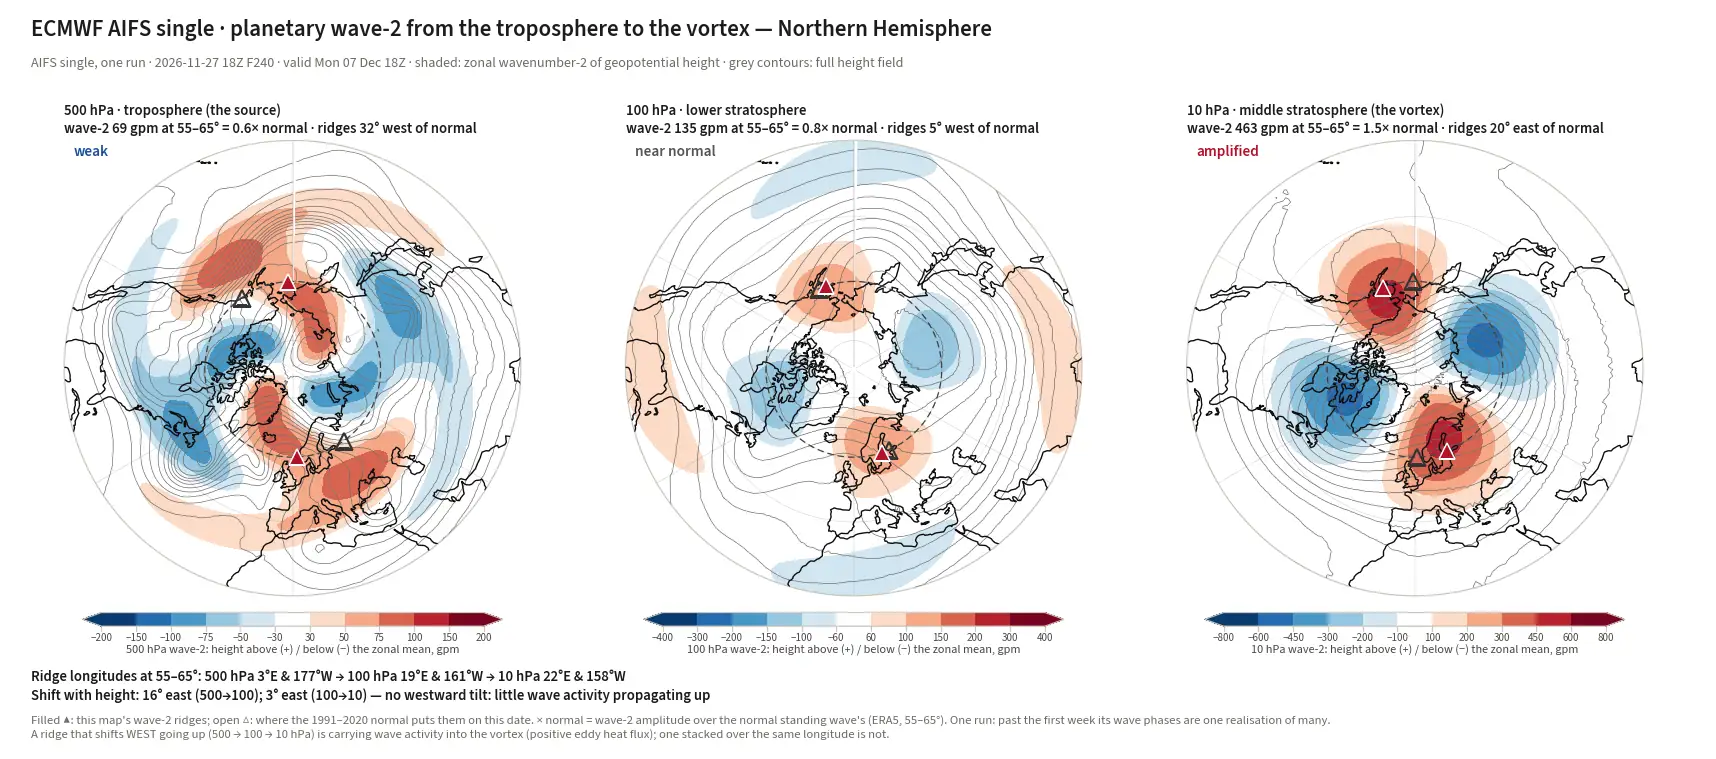 ECMWF AIFS single · planetary wave-2 from the troposphere to the vortex — Northern Hemisphere
AIFS single, one run · 2026-11-27 18Z F240 · valid Mon 07 Dec 18Z · shaded: zonal wavenumber-2 of geopotential height · grey contours: full height field
500 hPa · troposphere (the source)
wave-2 69 gpm at 55–65° = 0.6× normal · ridges 32° west of normal
weak
100 hPa · lower stratosphere
wave-2 135 gpm at 55–65° = 0.8× normal · ridges 5° west of normal
near normal
10 hPa · middle stratosphere (the vortex)
wave-2 463 gpm at 55–65° = 1.5× normal · ridges 20° east of normal
amplified
−200 −150 −100 −75 −50 −30 30 50 75 100 150 200
500 hPa wave-2: height above (+) / below (−) the zonal mean, gpm
−400 −300 −200 −150 −100 −60 60 100 150 200 300 400
100 hPa wave-2: height above (+) / below (−) the zonal mean, gpm
−800 −600 −450 −300 −200 −100 100 200 300 450 600 800
10 hPa wave-2: height above (+) / below (−) the zonal mean, gpm
Ridge longitudes at 55–65°: 500 hPa 3°E & 177°W → 100 hPa 19°E & 161°W → 10 hPa 22°E & 158°W
Shift with height: 16° east (500→100); 3° east (100→10) — no westward tilt: little wave activity propagating up
Filled ▲: this map's wave-2 ridges; open △: where the 1991–2020 normal puts them on this date. × normal = wave-2 amplitude over the normal standing wave's (ERA5, 55–65°). One run: past the first week its wave phases are one realisation of many.
A ridge that shifts WEST going up (500 → 100 → 10 hPa) is carrying wave activity into the vortex (positive eddy heat flux); one stacked over the same longitude is not.